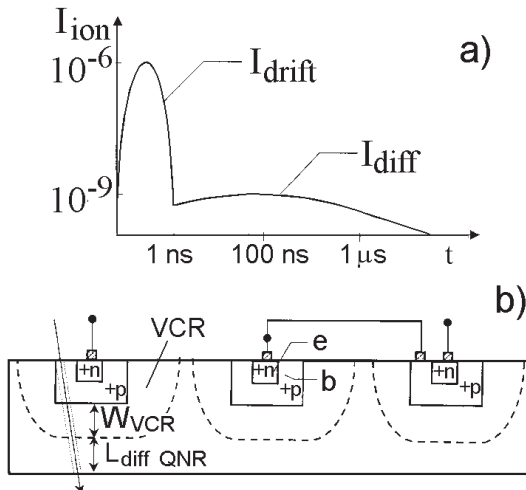 I_ion
a)
10^-6
I_drift
I_diff
10^-9
1 ns
100 ns
1 μs
t
b)
VCR
e
+n
+n
+n
+p
+p
b
+p
W_VCR
L_diff QNR